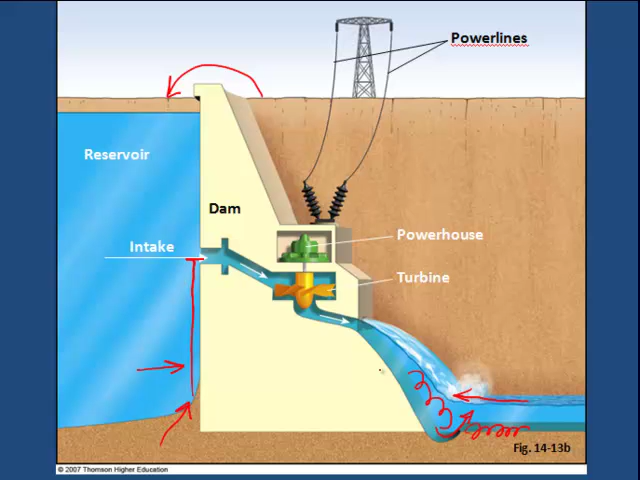 Powerlines
Reservoir
Dam
Intake
Powerhouse
Turbine
Fig. 14-13b
© 2007 Thomson Higher Education